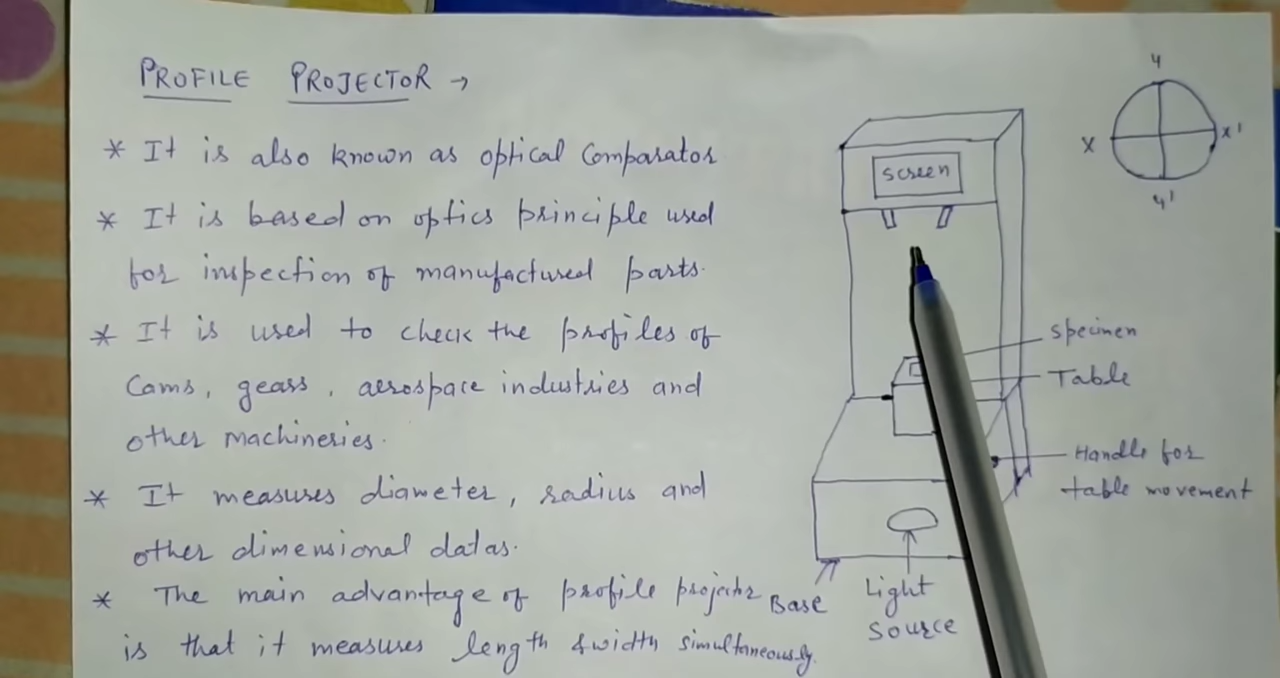 PROFILE PROJECTOR →
* It is also known as optical Comparator
* It is based on optics principle used
for inspection of manufactured parts.
* It is used to check the profiles of
Cams, gears, aerospace industries and
other machineries.
* It measures diameter, radius and
other dimensional datas.
* The main advantage of profile projector
is that it measures length & width simultaneously.
Screen
Specimen
Table
Handle for
table movement
Base
Light
Source
y
X
x'
y'